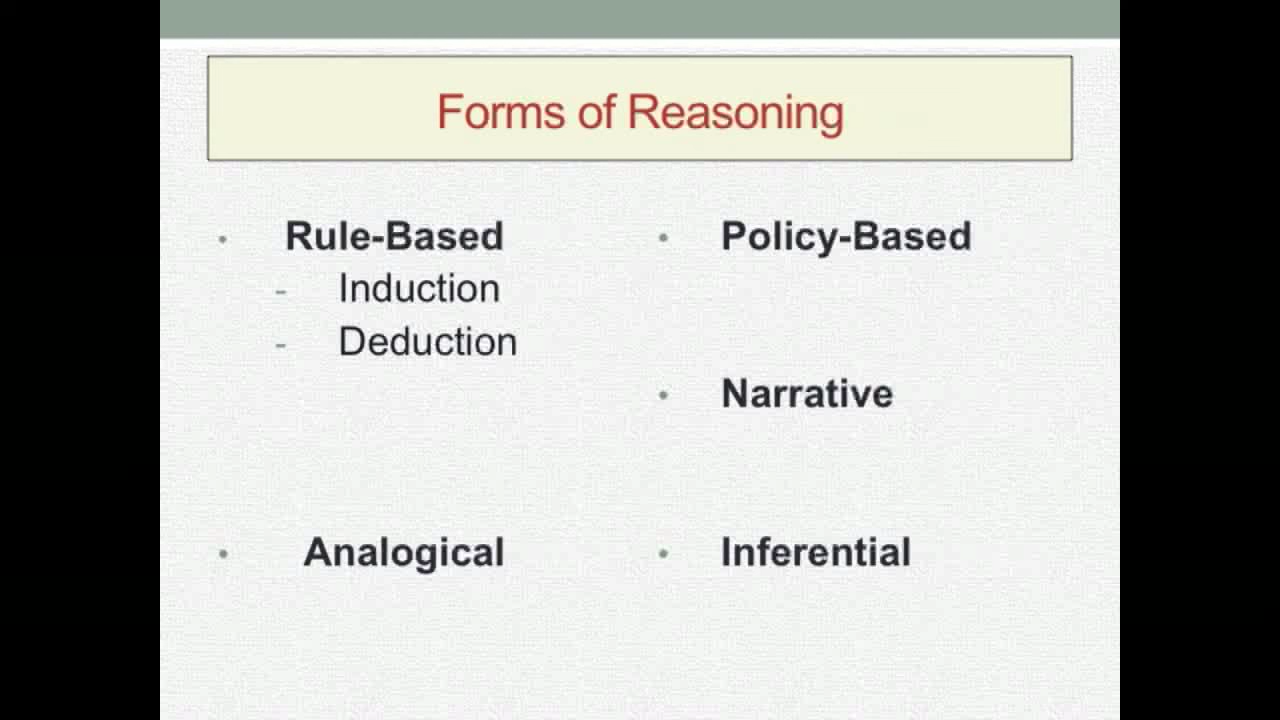 Forms of Reasoning
• Rule-Based
- Induction
- Deduction
• Analogical
• Policy-Based
• Narrative
• Inferential